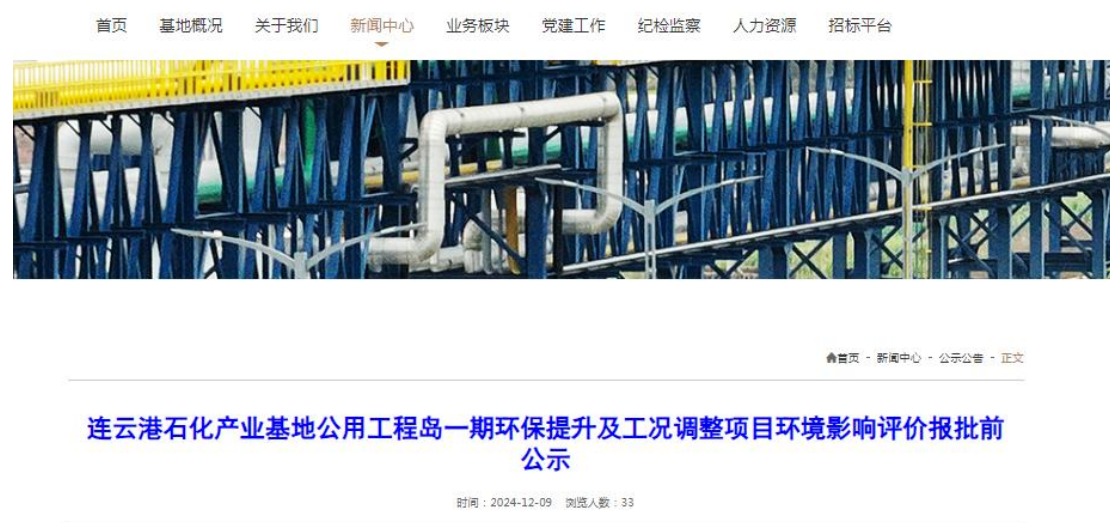 首页 基地概况 关于我们 新闻中心 业务板块 党建工作 纪检监察 人力资源 招标平台
首页 - 新闻中心 - 公示公告 - 正文
连云港石化产业基地公用工程岛一期环保提升及工况调整项目环境影响评价报批前
公示
时间：2024-12-09 浏览人数：33